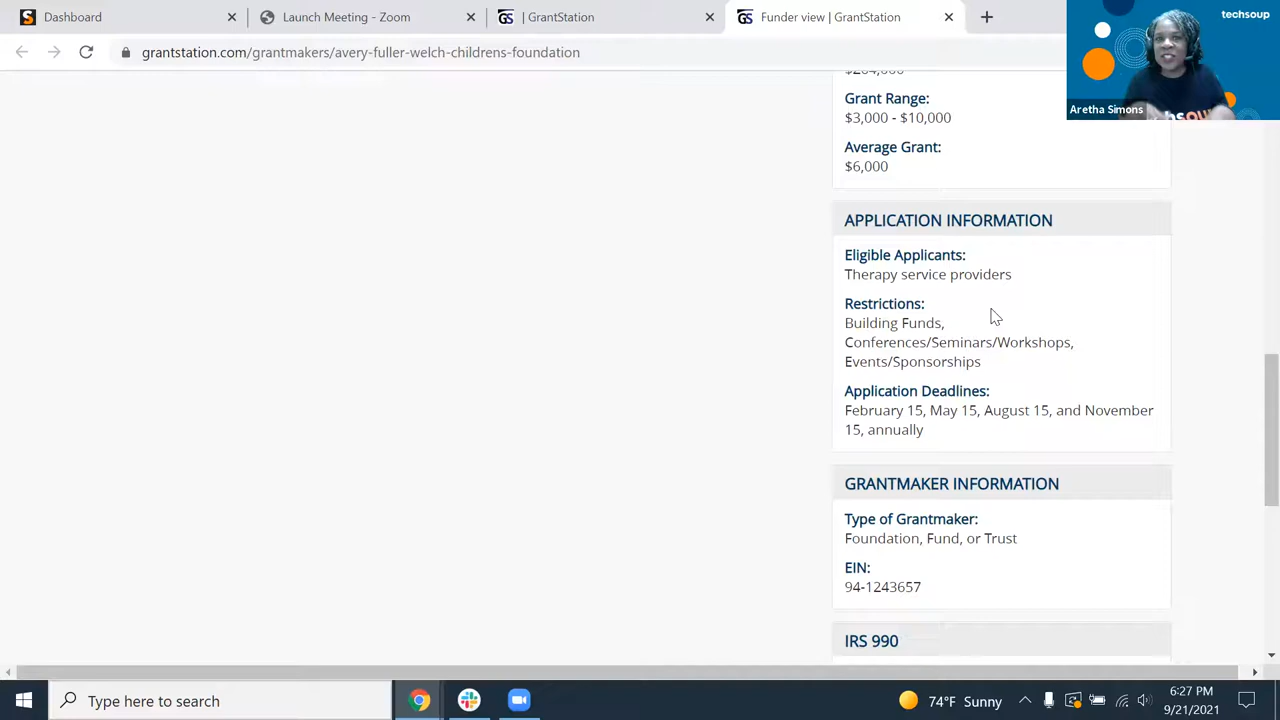 Dashboard
Launch Meeting - Zoom
GS | GrantStation
GS Funder view | GrantStation
grantstation.com/grantmakers/avery-fuller-welch-childrens-foundation
techsoup
Aretha Simons
Grant Range:
$3,000 - $10,000
Average Grant:
$6,000
APPLICATION INFORMATION
Eligible Applicants:
Therapy service providers
Restrictions:
Building Funds,
Conferences/Seminars/Workshops,
Events/Sponsorships
Application Deadlines:
February 15, May 15, August 15, and November
15, annually
GRANTMAKER INFORMATION
Type of Grantmaker:
Foundation, Fund, or Trust
EIN:
94-1243657
IRS 990
Type here to search
74°F Sunny
6:27 PM
9/21/2021